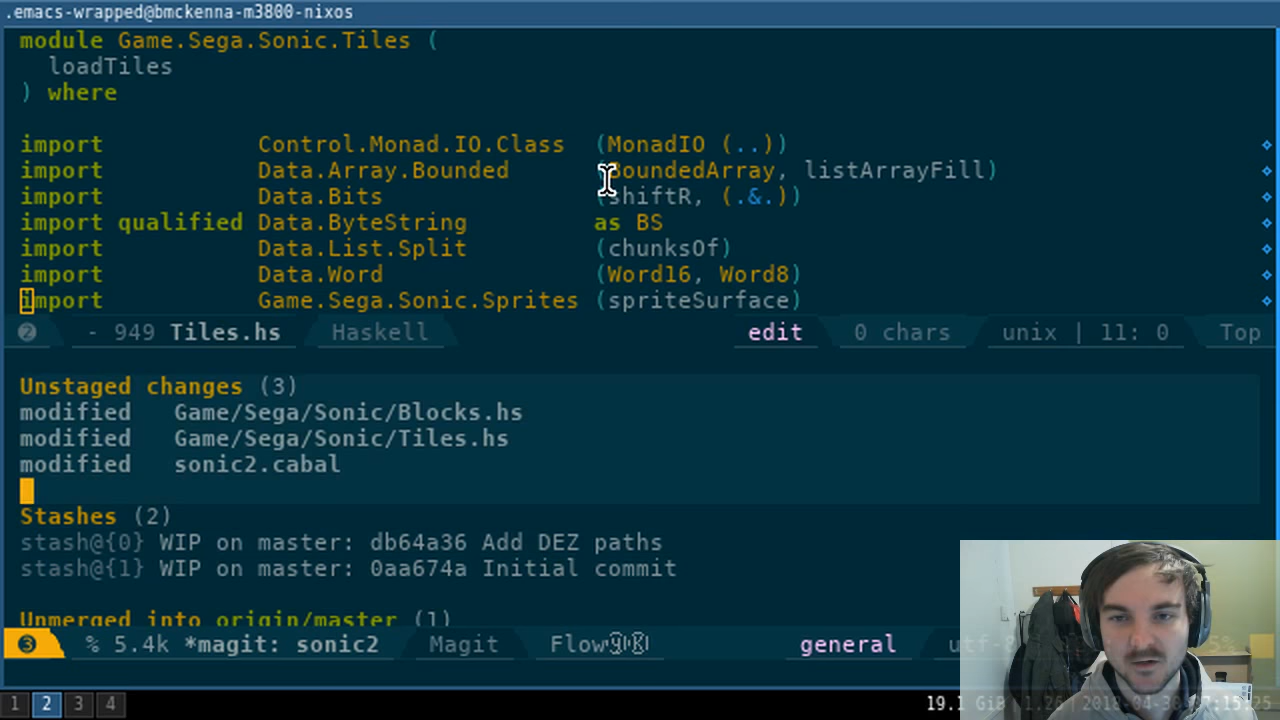 .emacs-wrapped@bmckenna-m3800-nixos
module Game.Sega.Sonic.Tiles (
loadTiles
) where
import Control.Monad.IO.Class (MonadIO (..))
import Data.Array.Bounded (BoundedArray, listArrayFill)
import Data.Bits (shiftR, (.&.))
import qualified Data.ByteString as BS
import Data.List.Split (chunksOf)
import Data.Word (Word16, Word8)
import Game.Sega.Sonic.Sprites (spriteSurface)
2 - 949 Tiles.hs Haskell edit 0 chars unix | 11: 0 Top
Unstaged changes (3)
modified Game/Sega/Sonic/Blocks.hs
modified Game/Sega/Sonic/Tiles.hs
modified sonic2.cabal
Stashes (2)
stash@{0} WIP on master: db64a36 Add DEZ paths
stash@{1} WIP on master: 0aa674a Initial commit
Unmerged into origin/master (1)
3 % 5.4k *magit: sonic2 Magit general
1 2 3 4 19.1 GiB